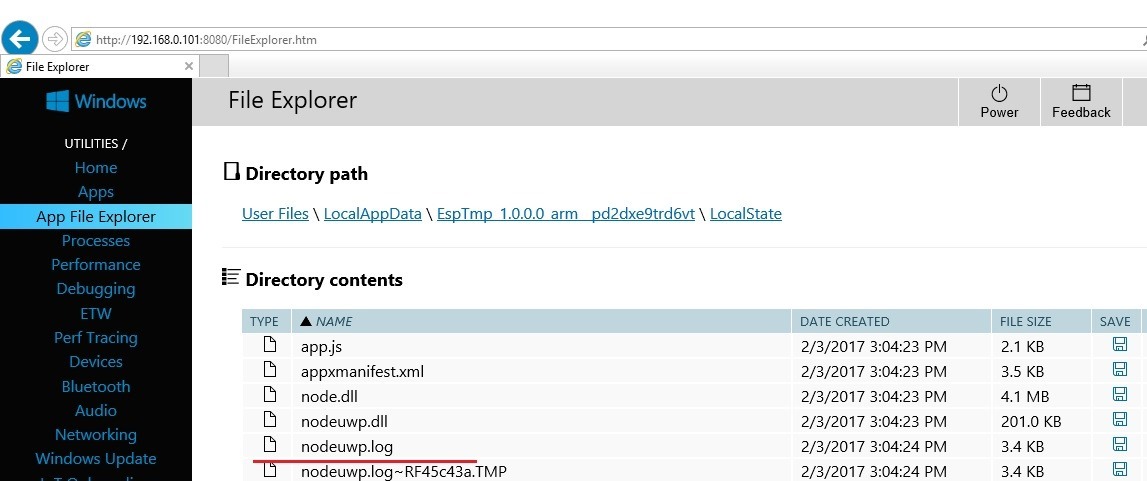 http://192.168.0.101:8080/FileExplorer.htm
File Explorer
Windows
File Explorer
Power
Feedback
UTILITIES /
Home
Apps
App File Explorer
Processes
Performance
Debugging
ETW
Perf Tracing
Devices
Bluetooth
Audio
Networking
Windows Update
Directory path
User Files \ LocalAppData \ EspTmp_1.0.0.0_arm__pd2dxe9trd6vt \ LocalState
Directory contents
TYPE NAME DATE CREATED FILE SIZE SAVE
app.js 2/3/2017 3:04:23 PM 2.1 KB
appxmanifest.xml 2/3/2017 3:04:23 PM 3.5 KB
node.dll 2/3/2017 3:04:23 PM 4.1 MB
nodeuwp.dll 2/3/2017 3:04:23 PM 201.0 KB
nodeuwp.log 2/3/2017 3:04:24 PM 3.4 KB
nodeuwp.log~RF45c43a.TMP 2/3/2017 3:04:24 PM 3.4 KB